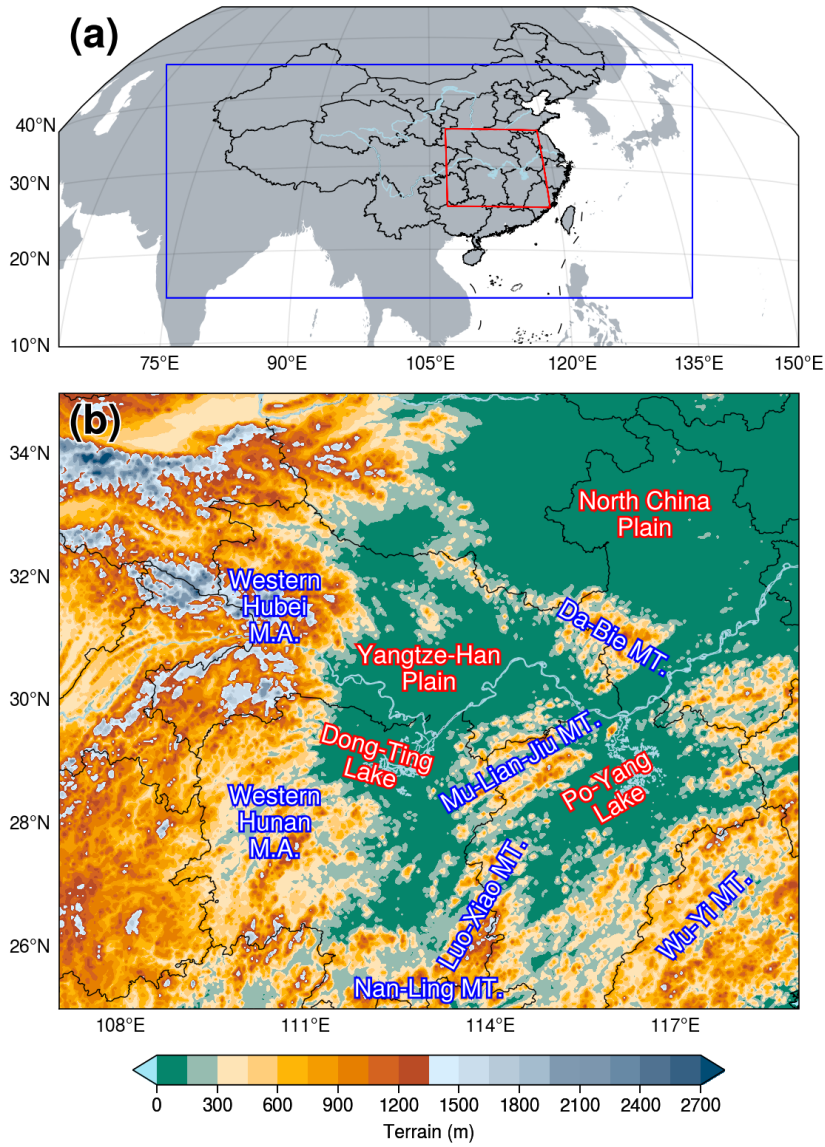 (a)
40°N
30°N
20°N
10°N
75°E
90°E
105°E
120°E
135°E
150°E
(b)
34°N
32°N
30°N
28°N
26°N
North China
Plain
Western
Hubei
M.A.
Da-Bie MT.
Yangtze-Han
Plain
Dong-Ting
Lake
Mu-Lian-Jiu MT.
Po-Yang
Lake
Western
Hunan
M.A.
Luo-Xiao MT.
Wu-Yi MT.
Nan-Ling MT.
108°E
111°E
114°E
117°E
0
300
600
900
1200
1500
1800
2100
2400
2700
Terrain (m)